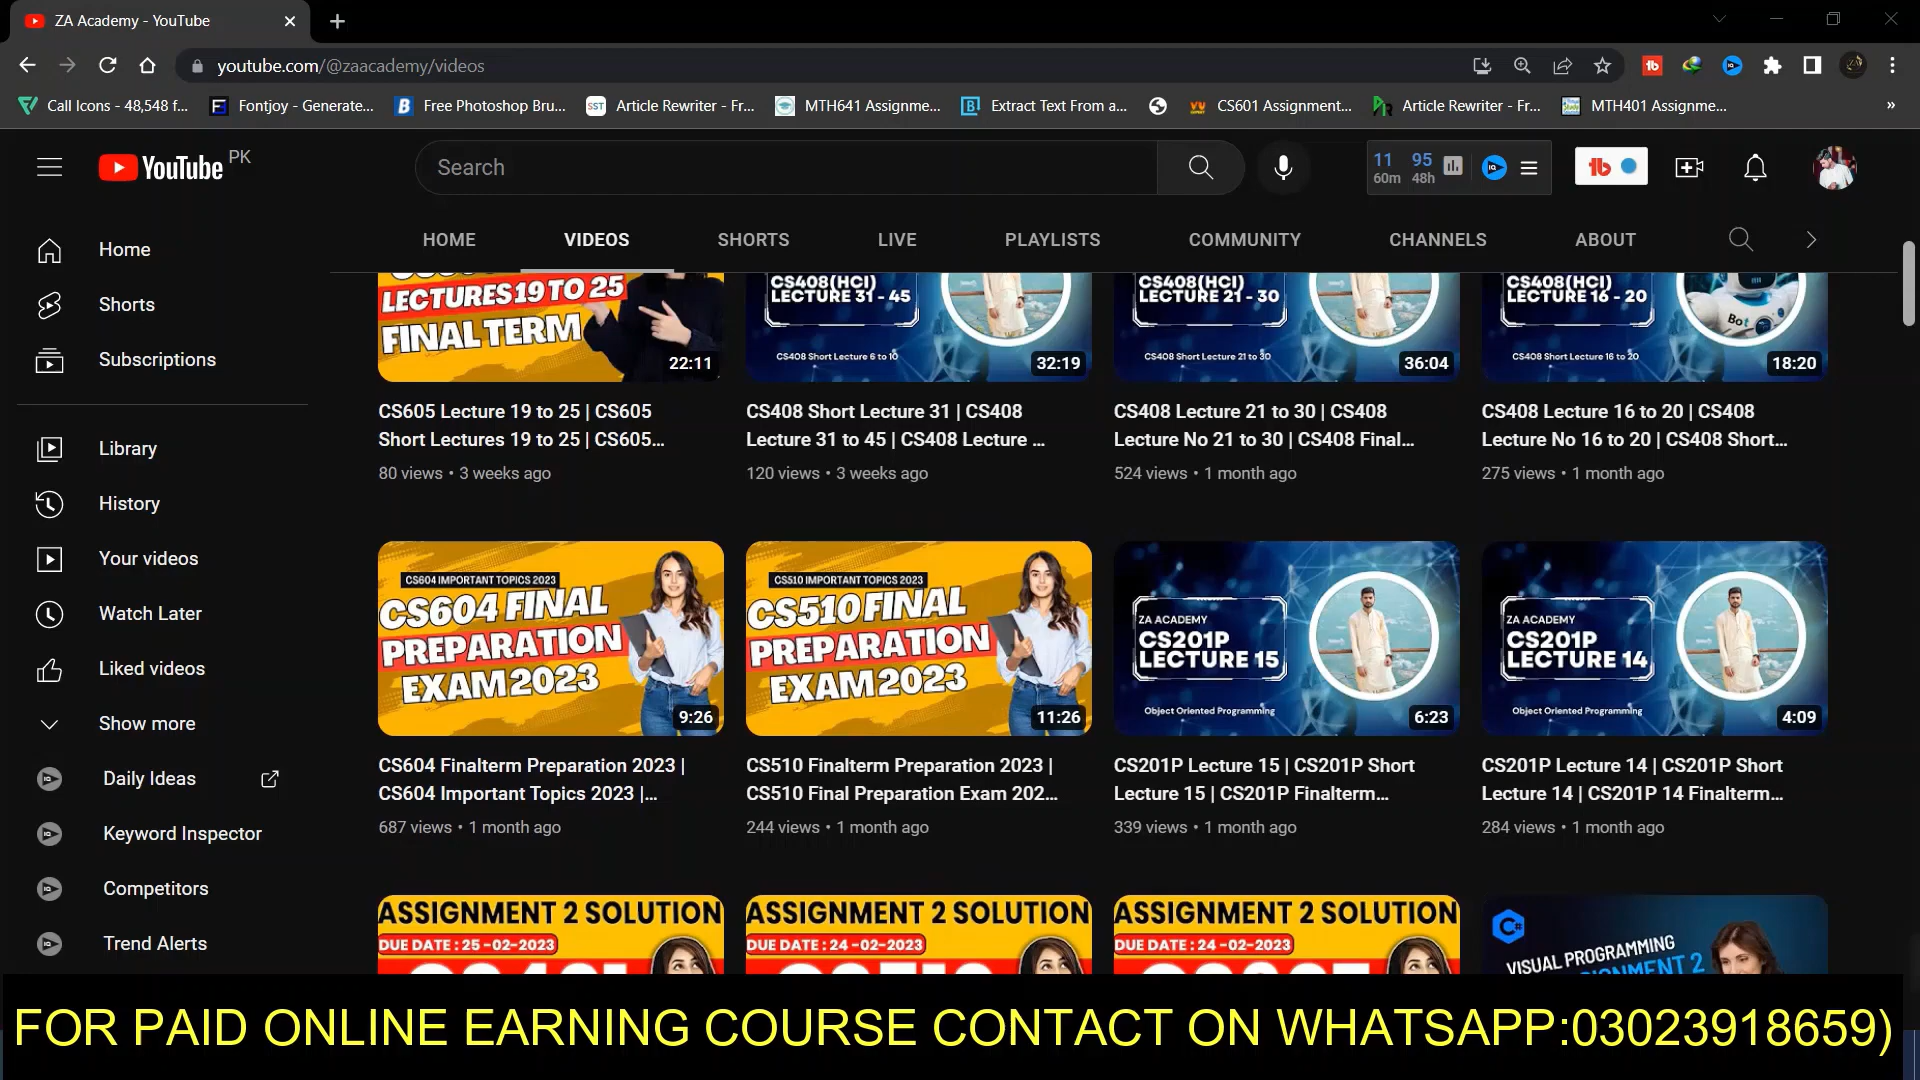 ZA Academy - YouTube
youtube.com/@zaacademy/videos
Call Icons - 48,548 f...
Fontjoy - Generate...
Free Photoshop Bru...
SST
Article Rewriter - Fr...
MTH641 Assignme...
Extract Text From a...
CS601 Assignment...
Article Rewriter - Fr...
MTH401 Assignme...
»
YouTube PK
Search
11 95
60m 48h
Home
Shorts
Subscriptions
Library
History
Your videos
Watch Later
Liked videos
Show more
Daily Ideas
Keyword Inspector
Competitors
Trend Alerts
HOME VIDEOS SHORTS LIVE PLAYLISTS COMMUNITY CHANNELS ABOUT
LECTURES 19 TO 25
FINAL TERM
22:11
CS605 Lecture 19 to 25 | CS605
Short Lectures 19 to 25 | CS605...
80 views • 3 weeks ago
CS408(HCI)
LECTURE 31 - 45
CS408 Short Lecture 6 to 10
32:19
CS408 Short Lecture 31 | CS408
Lecture 31 to 45 | CS408 Lecture ...
120 views • 3 weeks ago
CS408(HCI)
LECTURE 21 - 30
CS408 Short Lecture 21 to 30
36:04
CS408 Lecture 21 to 30 | CS408
Lecture No 21 to 30 | CS408 Final...
524 views • 1 month ago
CS408(HCI)
LECTURE 16 - 20
CS408 Short Lecture 16 to 20
Bot
18:20
CS408 Lecture 16 to 20 | CS408
Lecture No 16 to 20 | CS408 Short...
275 views • 1 month ago
CS604 IMPORTANT TOPICS 2023
CS604 FINAL
PREPARATION
EXAM 2023
9:26
CS604 Finalterm Preparation 2023 |
CS604 Important Topics 2023 |...
687 views • 1 month ago
CS510 IMPORTANT TOPICS 2023
CS510 FINAL
PREPARATION
EXAM 2023
11:26
CS510 Finalterm Preparation 2023 |
CS510 Final Preparation Exam 202...
244 views • 1 month ago
ZA ACADEMY
CS201P
LECTURE 15
Object Oriented Programming
6:23
CS201P Lecture 15 | CS201P Short
Lecture 15 | CS201P Finalterm...
339 views • 1 month ago
ZA ACADEMY
CS201P
LECTURE 14
Object Oriented Programming
4:09
CS201P Lecture 14 | CS201P Short
Lecture 14 | CS201P 14 Finalterm...
284 views • 1 month ago
ASSIGNMENT 2 SOLUTION
DUE DATE : 25 -02-2023
ASSIGNMENT 2 SOLUTION
DUE DATE : 24 -02-2023
ASSIGNMENT 2 SOLUTION
DUE DATE : 24 -02-2023
VISUAL PROGRAMMING
FOR PAID ONLINE EARNING COURSE CONTACT ON WHATSAPP:03023918659)